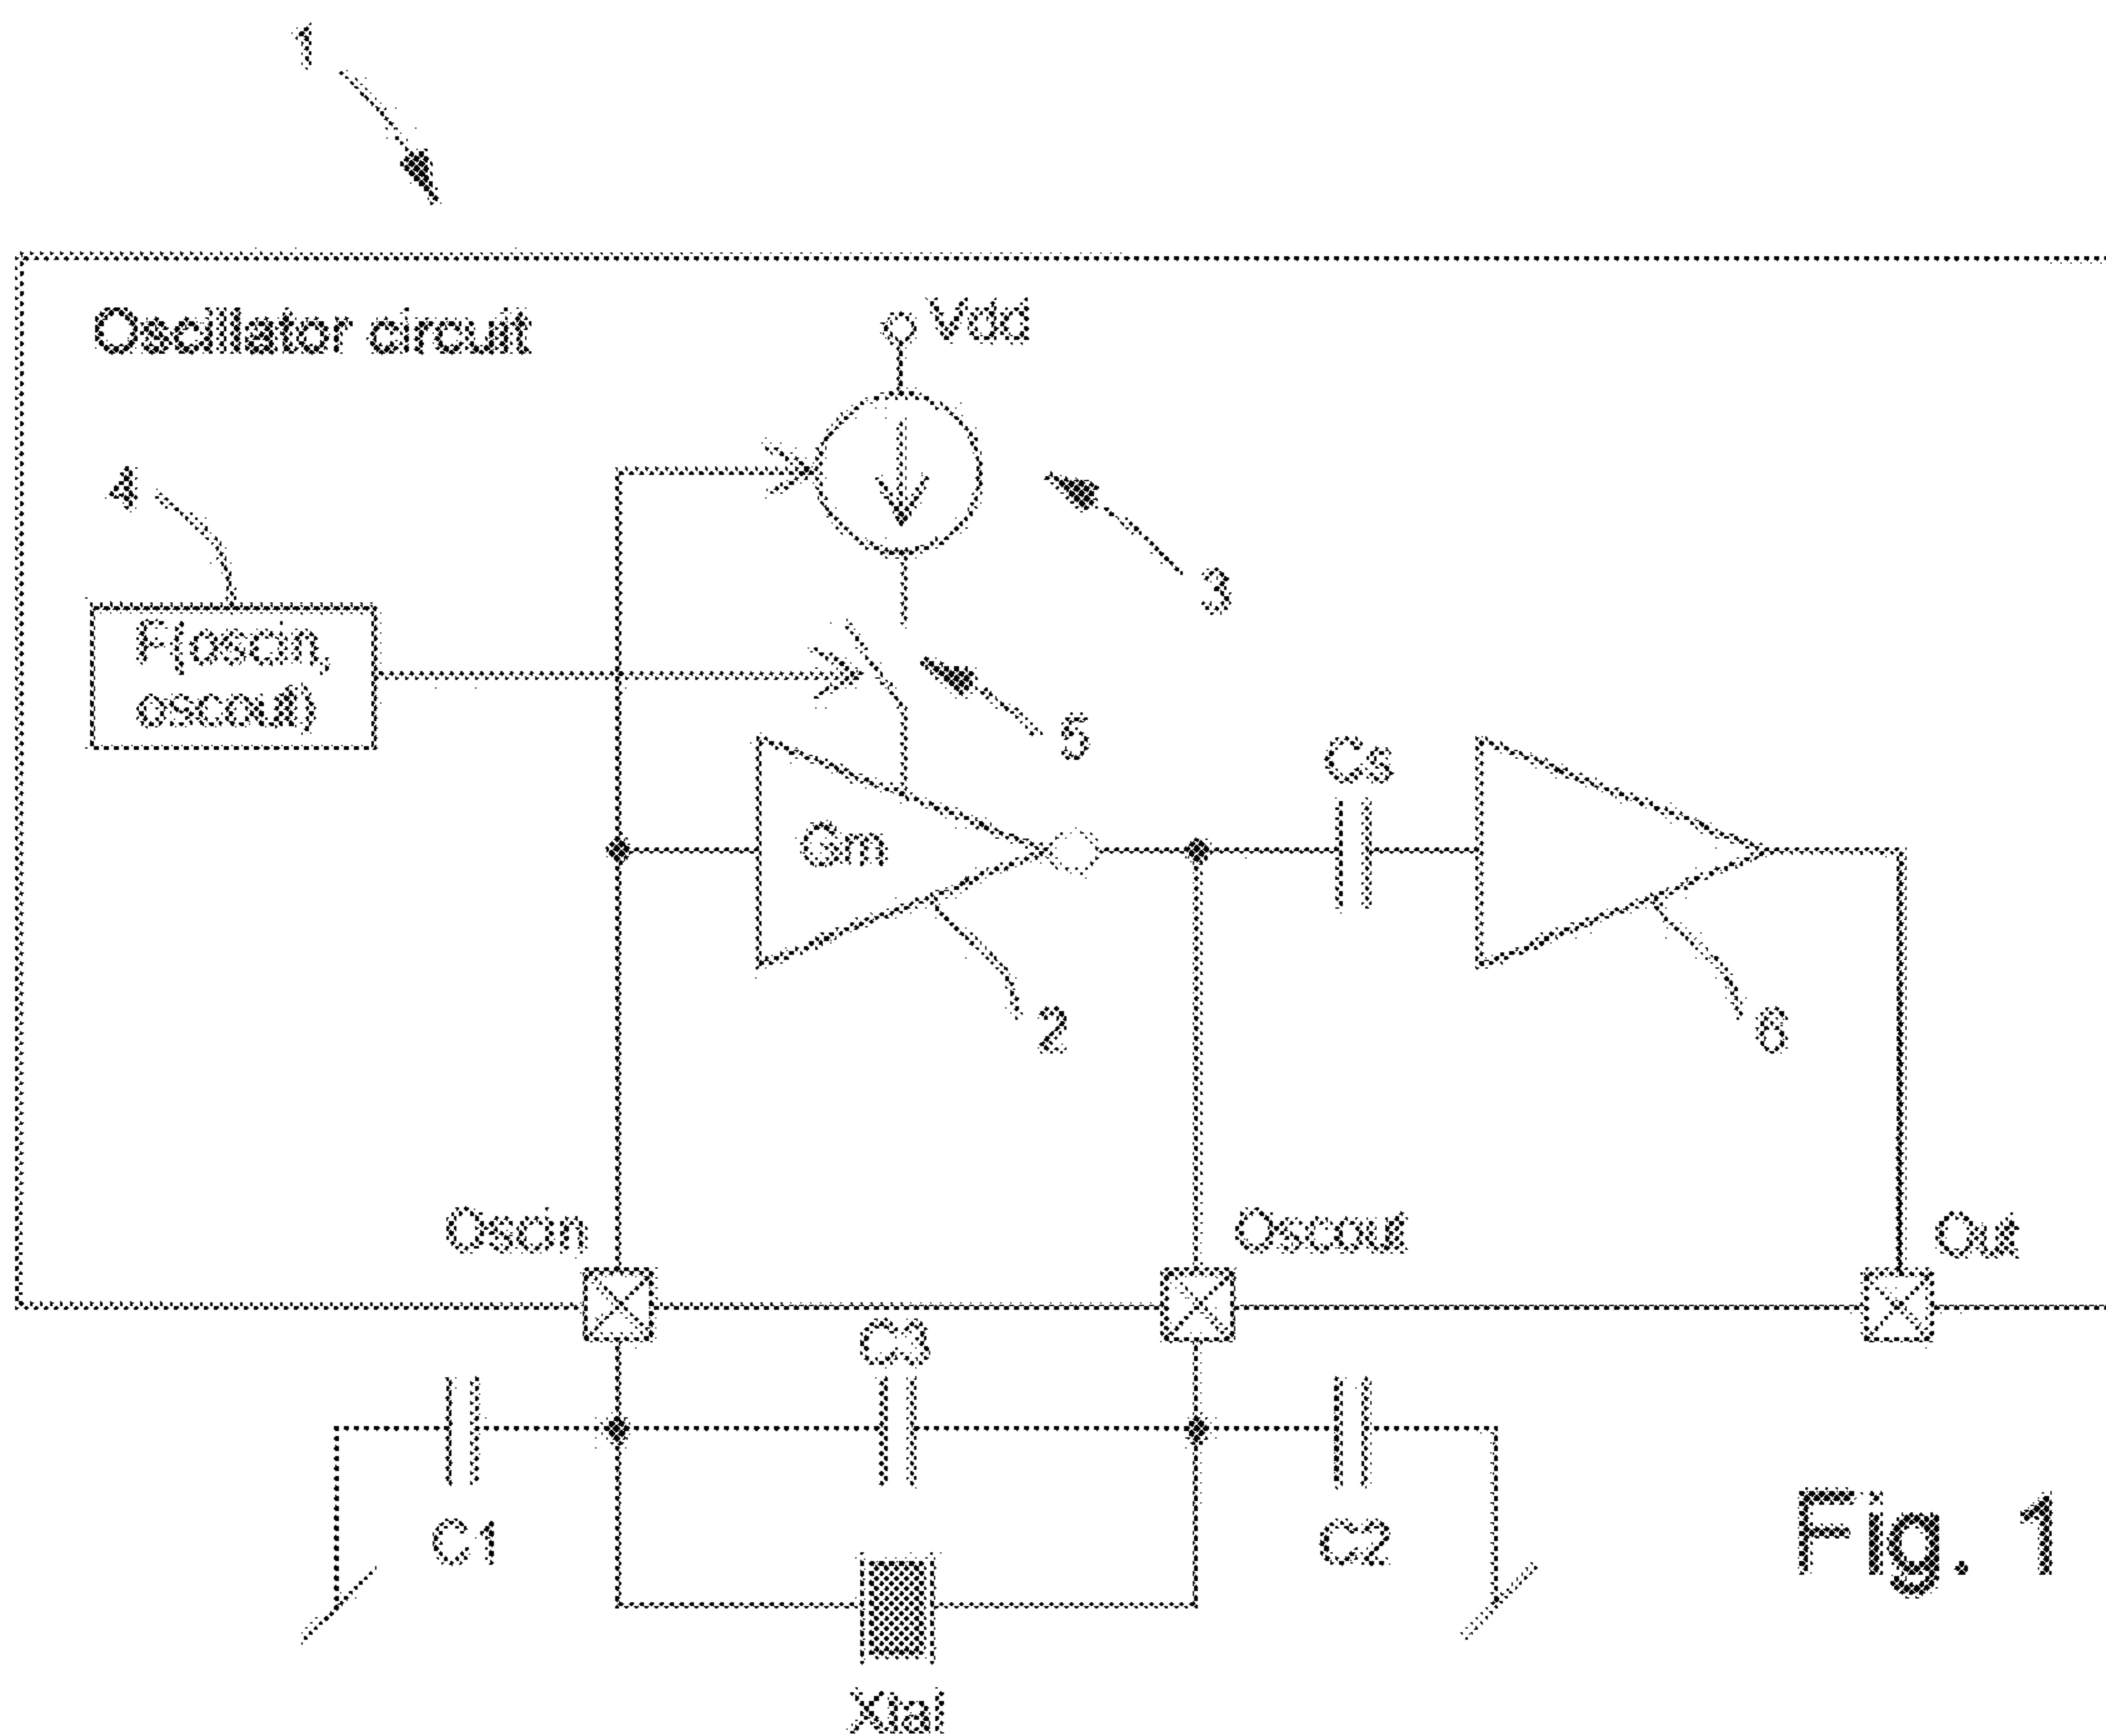 1
Oscillator circuit
Vdd
4
3
F(oscin,
oscout)
5
Cs
Gm
2
6
Oscin
Oscout
Out
C3
C1
C2
Fig. 1
Xtal